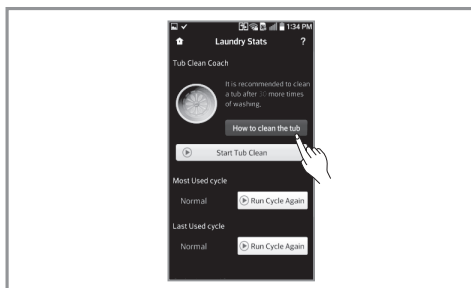 1:34 PM
Laundry Stats ?
Tub Clean Coach
It is recommended to clean
a tub after more times
of washing.
How to clean the tub
Start Tub Clean
Most Used cycle
Normal Run Cycle Again
Last Used cycle
Normal Run Cycle Again